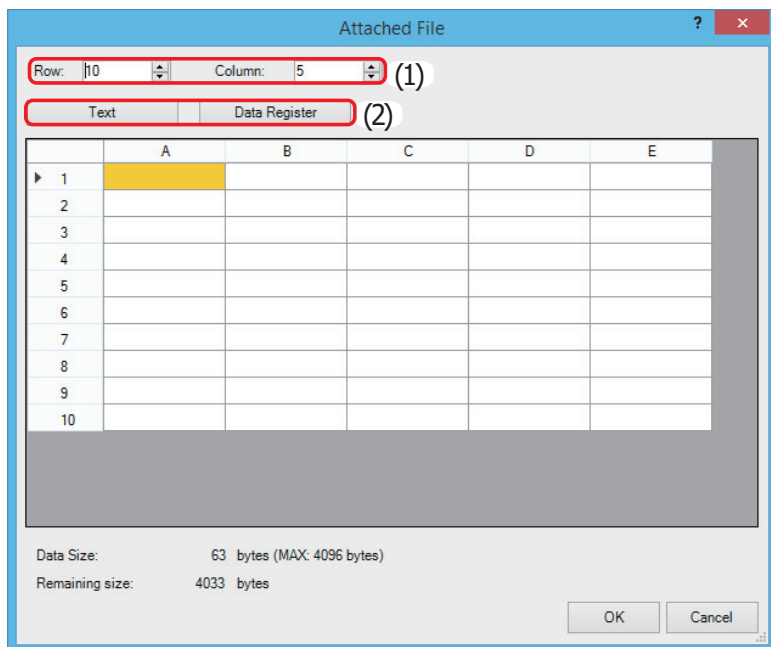 Attached File ? ×
Row: 10 Column: 5 (1)
Text Data Register (2)
A B C D E
1
2
3
4
5
6
7
8
9
10
Data Size: 63 bytes (MAX: 4096 bytes)
Remaining size: 4033 bytes
OK Cancel